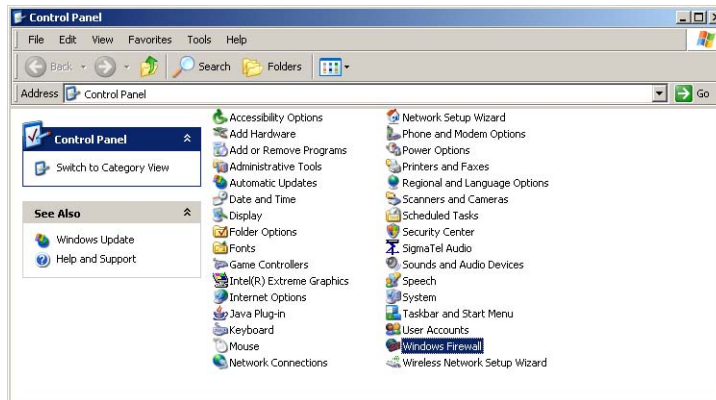 Control Panel
File Edit View Favorites Tools Help
Back Search Folders
Address Control Panel Go
Control Panel
Switch to Category View
See Also
Windows Update
Help and Support
Accessibility Options
Add Hardware
Add or Remove Programs
Administrative Tools
Automatic Updates
Date and Time
Display
Folder Options
Fonts
Game Controllers
Intel(R) Extreme Graphics
Internet Options
Java Plug-in
Keyboard
Mouse
Network Connections
Network Setup Wizard
Phone and Modem Options
Power Options
Printers and Faxes
Regional and Language Options
Scanners and Cameras
Scheduled Tasks
Security Center
SigmaTel Audio
Sounds and Audio Devices
Speech
System
Taskbar and Start Menu
User Accounts
Windows Firewall
Wireless Network Setup Wizard